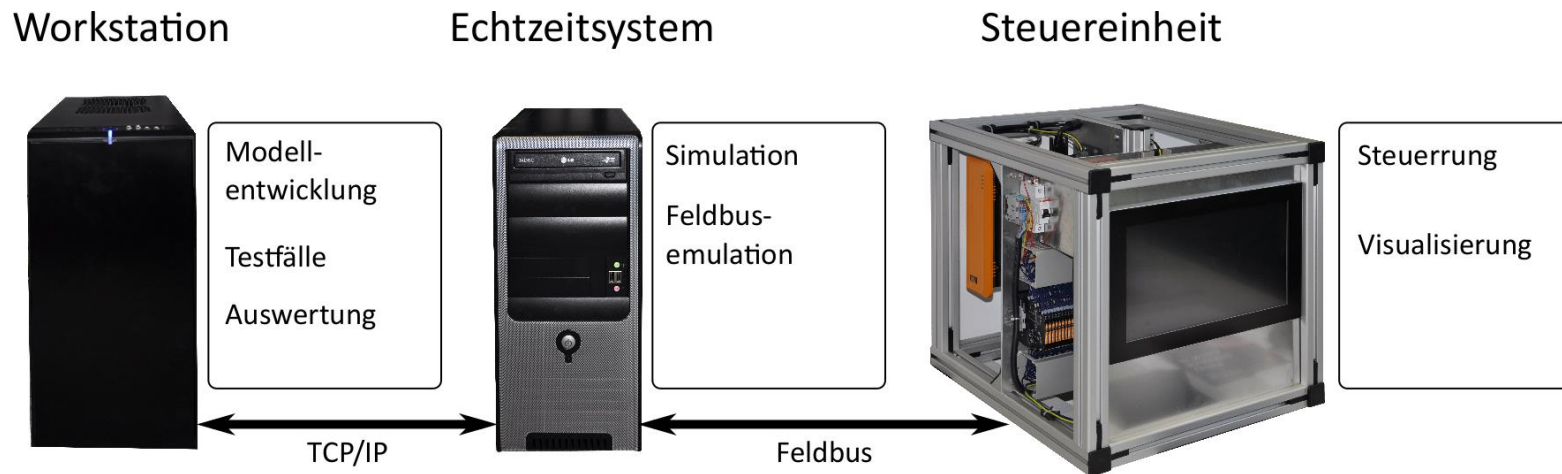 Workstation
Echtzeitsystem
Steuereinheit
Modell-
entwicklung
Testfälle
Auswertung
Simulation
Feldbus-
emulation
Steuerrung
Visualisierung
TCP/IP
Feldbus